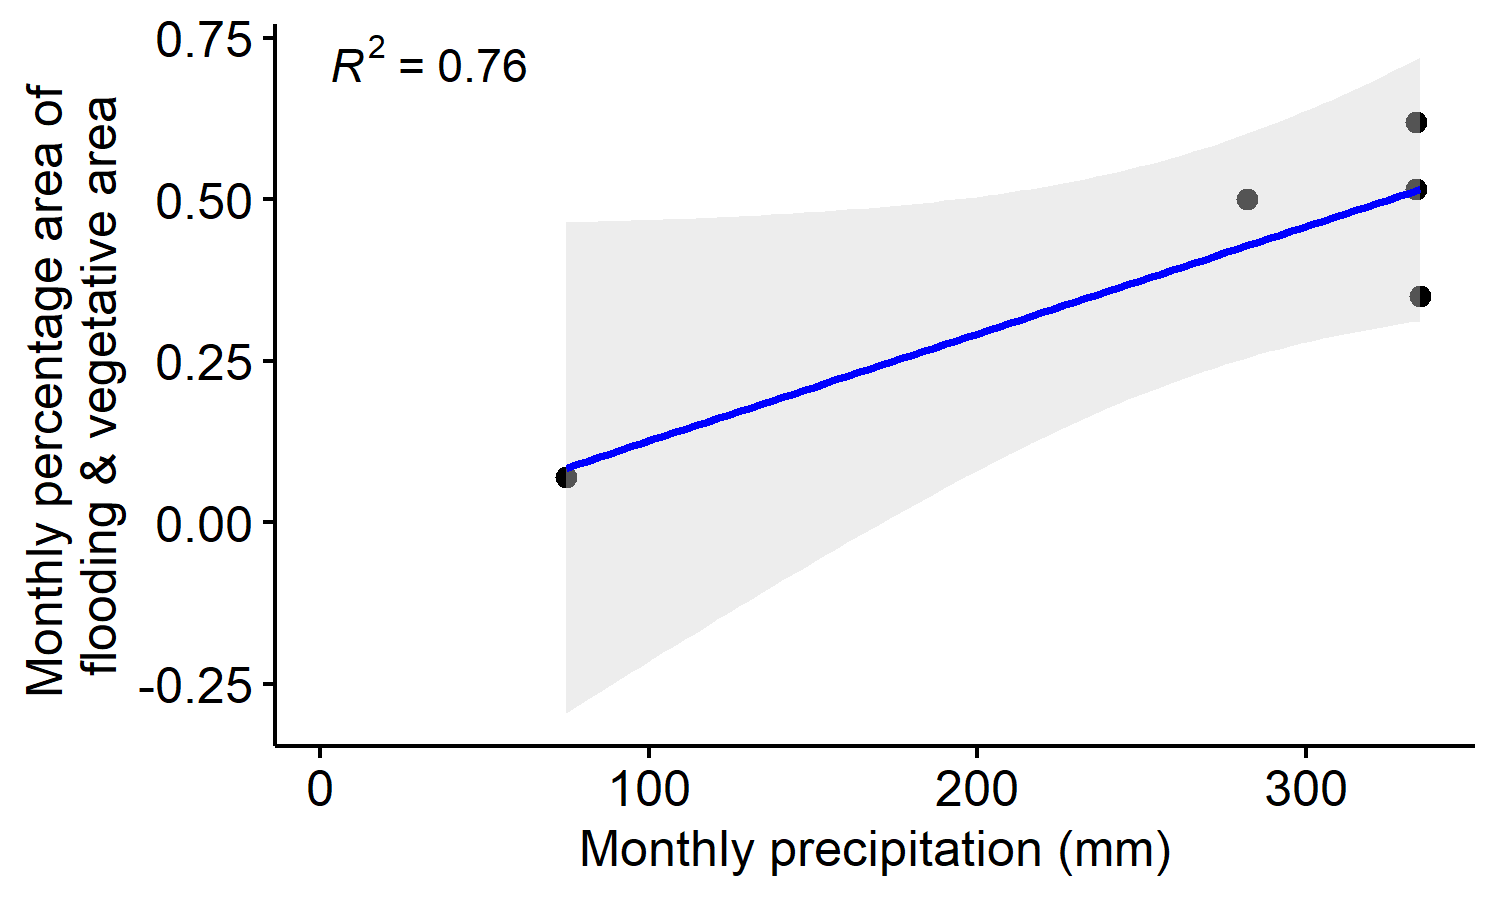 R² = 0.76
0.75
0.50
0.25
0.00
-0.25
Monthly percentage area of
flooding & vegetative area
0
100
200
300
Monthly precipitation (mm)